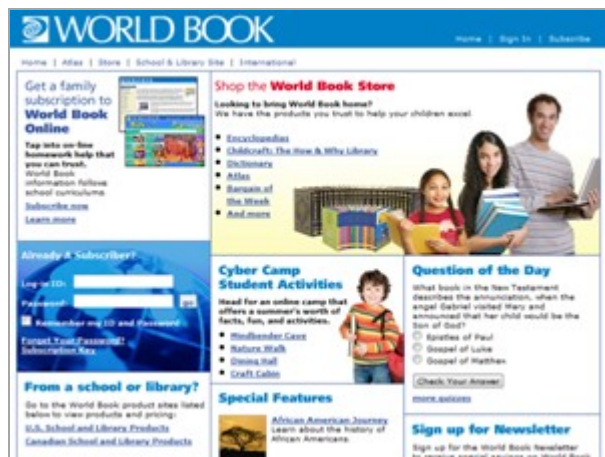 WORLD BOOK
Home | Sign In | Subscribe
Home | Atlas | Store | School & Library Site | International
Get a family
subscription to
World Book
Online
Tap into on-line
homework help that
you can trust.
World Book
information follows
school curriculums.
Subscribe now
Learn more
Shop the World Book Store
Looking to bring World Book home?
We have the products you trust to help your children excel.
Encyclopedias
Childcraft: The How & Why Library
Dictionary
Atlas
Bargain of
the Week
And more
Already A Subscriber?
Log-in ID:
Password:
go
Remember my ID and Password
Forget Your Password?
Subscription Key
From a school or library?
Go to the World Book product sites listed
below to view products and pricing:
U.S. School and Library Products
Canadian School and Library Products
Cyber Camp
Student Activities
Head for an online camp that
offers a summer's worth of
facts, fun, and activities.
Mindbender Cave
Nature Walk
Dining Hall
Craft Cabin
Special Features
African American Journey
Learn about the history of
African Americans.
Question of the Day
What book in the New Testament
describes the annunciation, when the
angel Gabriel visited Mary and
announced that her child would be the
Son of God?
Epistles of Paul
Gospel of Luke
Gospel of Matthew
Check Your Answer
more quizzes
Sign up for Newsletter
Sign up for the World Book Newsletter
to receive special savings on World Book